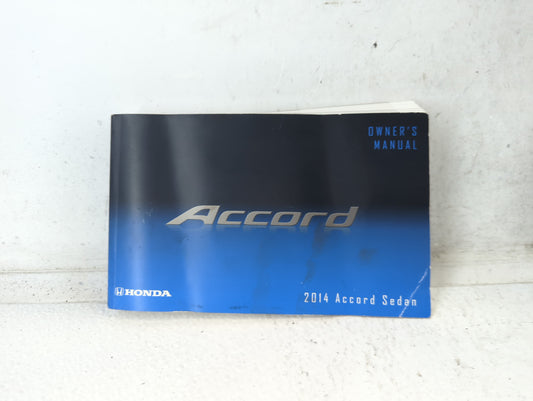 OWNER'S
MANUAL
Accord
HONDA
2014 Accord Sedan